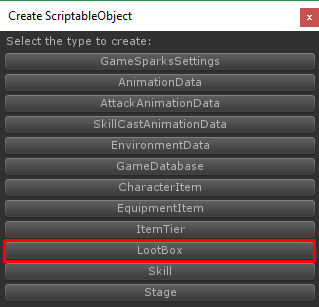 Create ScriptableObject
x
Select the type to create:
GameSparksSettings
AnimationData
AttackAnimationData
SkillCastAnimationData
EnvironmentData
GameDatabase
CharacterItem
EquipmentItem
ItemTier
LootBox
Skill
Stage